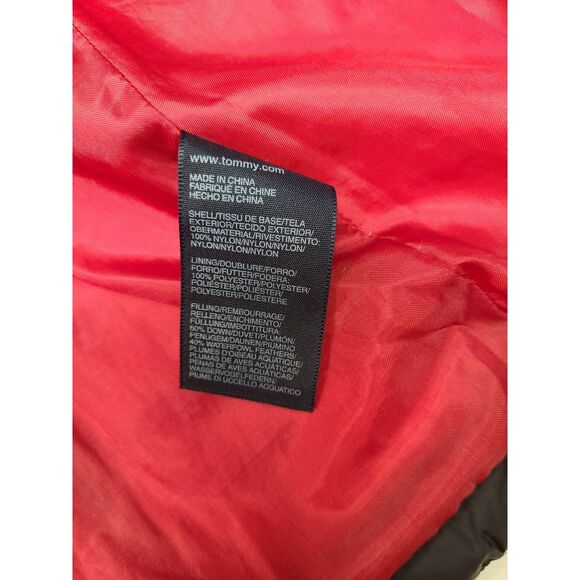 www.tommy.com
MADE IN CHINA
FABRIQUÉ EN CHINE
HECHO EN CHINA
SHELL/TISSU DE BASE/TELA
EXTERIOR/TECIDO EXTERIOR/
OBERMATERIAL/RIVESTIMENTO:
100% NYLON/NYLON/NYLON/
NYLON/NYLON/NYLON
LINING/DOUBLURE/FORRO/
FORRO/FUTTER/FODERA:
100% POLYESTER/POLYESTER/
POLIÉSTER/POLIÉSTER/
POLYESTER/POLIESTERE
FILLING/REMBOURRAGE/
RELLENO/ENCHIMENTO/
FÜLLUNG/IMBOTTITURA:
60% DOWN/DUVET/PLUMÓN/
PENUGEM/DAUNEN/PIUMINO
40% WATERFOWL FEATHERS/
PLUMES D'OISEAU AQUATIQUE/
PLUMAS DE AVES ACUÁTICAS/
PENAS DE AVES AQUÁTICAS/
WASSERVOGELFEDERN/
PIUME DI UCCELLO ACQUATICO